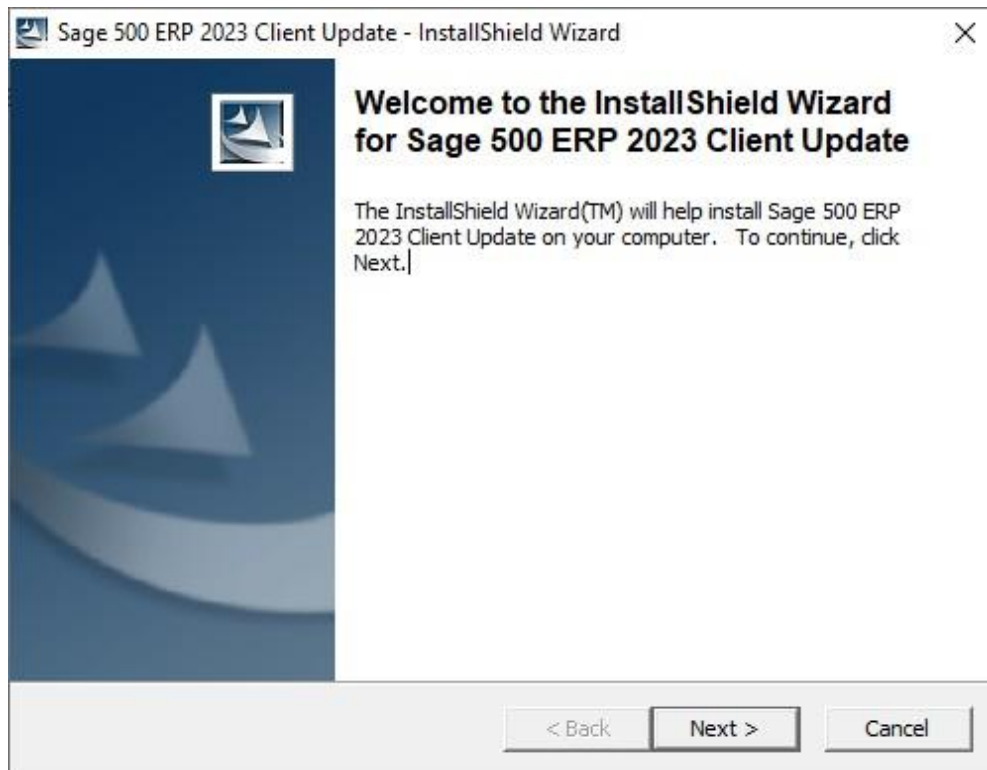 Sage 500 ERP 2023 Client Update - InstallShield Wizard
Welcome to the InstallShield Wizard
for Sage 500 ERP 2023 Client Update
The InstallShield Wizard(TM) will help install Sage 500 ERP
2023 Client Update on your computer.   To continue, click
Next.
< Back
Next >
Cancel